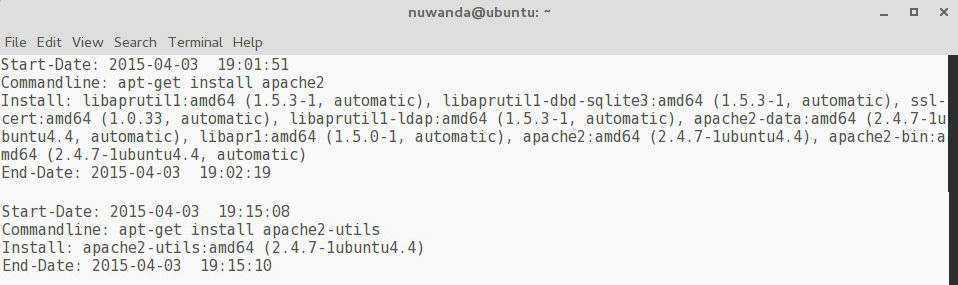 nuwanda@ubuntu: ~
File Edit View Search Terminal Help
Start-Date: 2015-04-03  19:01:51
Commandline: apt-get install apache2
Install: libaprutil1:amd64 (1.5.3-1, automatic), libaprutil1-dbd-sqlite3:amd64 (1.5.3-1, automatic), ssl-
cert:amd64 (1.0.33, automatic), libaprutil1-ldap:amd64 (1.5.3-1, automatic), apache2-data:amd64 (2.4.7-1u
buntu4.4, automatic), libapr1:amd64 (1.5.0-1, automatic), apache2:amd64 (2.4.7-1ubuntu4.4), apache2-bin:a
md64 (2.4.7-1ubuntu4.4, automatic)
End-Date: 2015-04-03  19:02:19
Start-Date: 2015-04-03  19:15:08
Commandline: apt-get install apache2-utils
Install: apache2-utils:amd64 (2.4.7-1ubuntu4.4)
End-Date: 2015-04-03  19:15:10